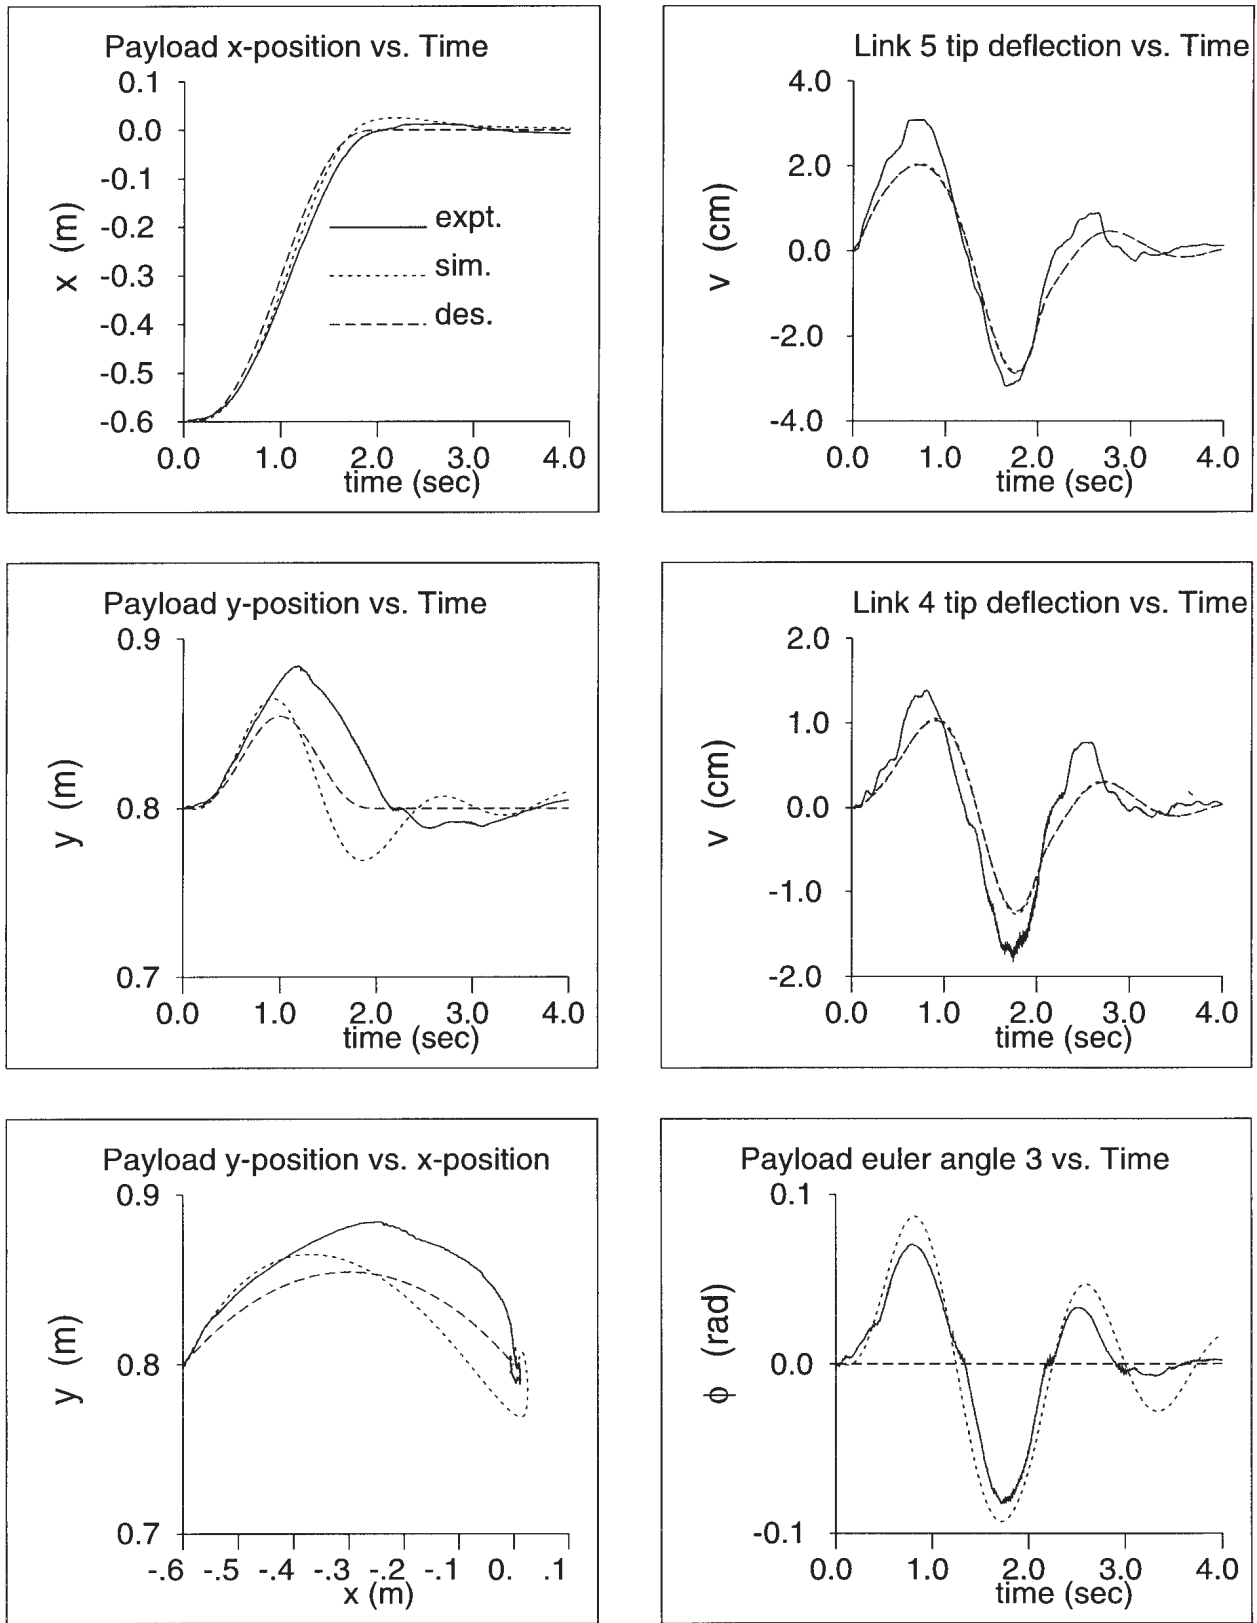 Payload x-position vs. Time
0.1
0.0
-0.1
-0.2
-0.3
-0.4
-0.5
-0.6
x (m)
expt.
sim.
des.
0.0 1.0 2.0 3.0 4.0
time (sec)
Link 5 tip deflection vs. Time
4.0
2.0
0.0
-2.0
-4.0
v (cm)
0.0 1.0 2.0 3.0 4.0
time (sec)
Payload y-position vs. Time
0.9
0.8
0.7
y (m)
0.0 1.0 2.0 3.0 4.0
time (sec)
Link 4 tip deflection vs. Time
2.0
1.0
0.0
-1.0
-2.0
v (cm)
0.0 1.0 2.0 3.0 4.0
time (sec)
Payload y-position vs. x-position
0.9
0.8
0.7
y (m)
-.6 -.5 -.4 -.3 -.2 -.1 0. .1
x (m)
Payload euler angle 3 vs. Time
0.1
0.0
-0.1
ϕ (rad)
0.0 1.0 2.0 3.0 4.0
time (sec)